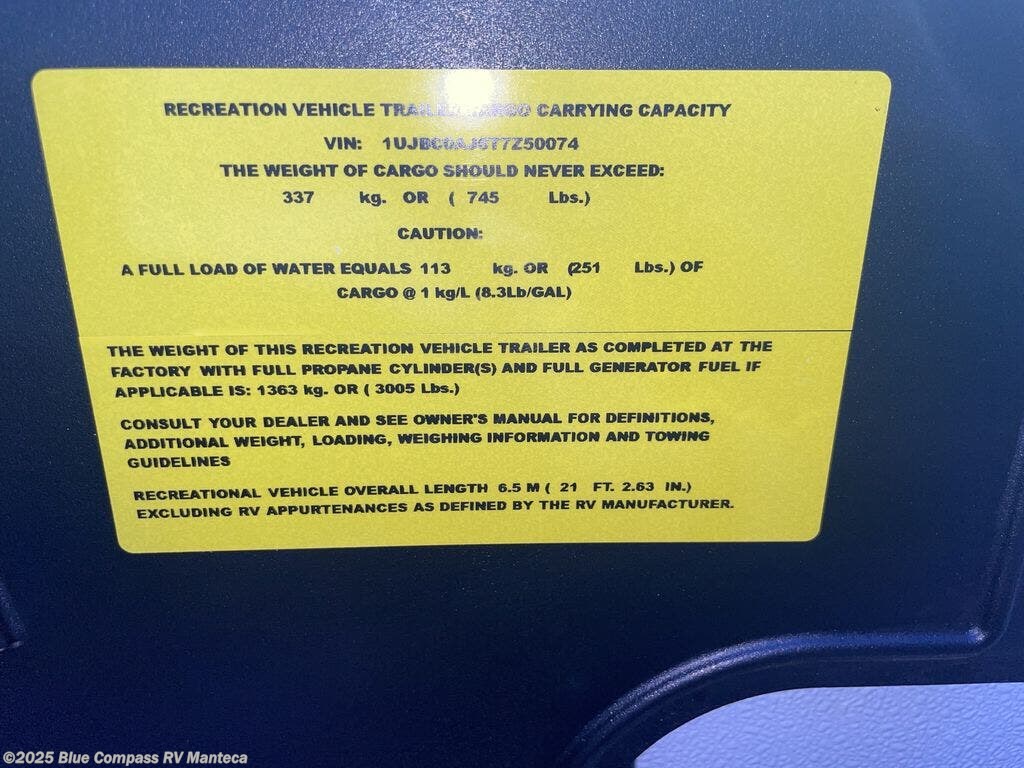 RECREATION VEHICLE TRAILER CARGO CARRYING CAPACITY
VIN: 
THE WEIGHT OF CARGO SHOULD NEVER EXCEED:
337 kg. OR ( 745 Lbs.)
CAUTION:
A FULL LOAD OF WATER EQUALS 113 kg. OR (251 Lbs.) OF
CARGO @ 1 kg/L (8.3Lb/GAL)
THE WEIGHT OF THIS RECREATION VEHICLE TRAILER AS COMPLETED AT THE
FACTORY WITH FULL PROPANE CYLINDER(S) AND FULL GENERATOR FUEL IF
APPLICABLE IS: 1363 kg. OR ( 3005 Lbs.)
CONSULT YOUR DEALER AND SEE OWNER'S MANUAL FOR DEFINITIONS,
ADDITIONAL WEIGHT, LOADING, WEIGHING INFORMATION AND TOWING
GUIDELINES
RECREATIONAL VEHICLE OVERALL LENGTH 6.5 M ( 21 FT. 2.63 IN.)
EXCLUDING RV APPURTENANCES AS DEFINED BY THE RV MANUFACTURER.
©2025 Blue Compass RV Manteca